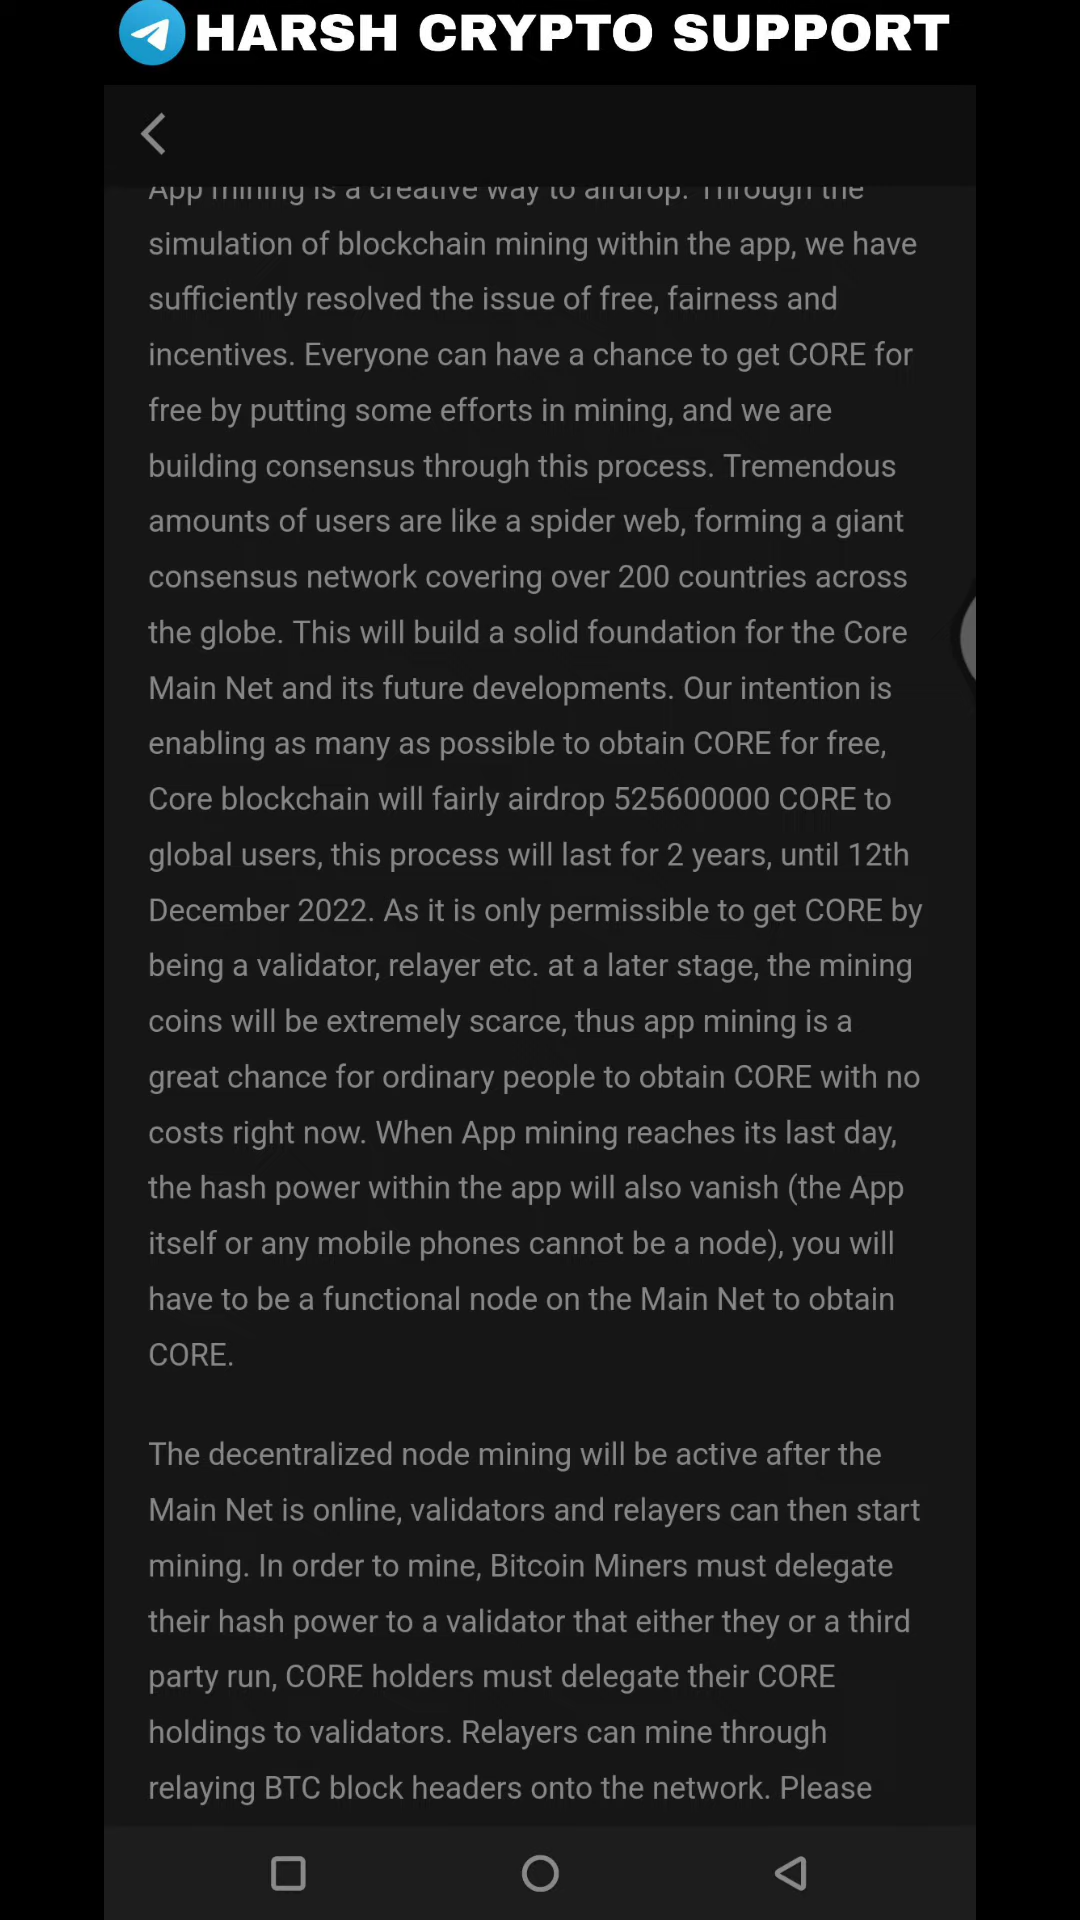 HARSH CRYPTO SUPPORT
App mining is a creative way to airdrop. Through the
simulation of blockchain mining within the app, we have
sufficiently resolved the issue of free, fairness and
incentives. Everyone can have a chance to get CORE for
free by putting some efforts in mining, and we are
building consensus through this process. Tremendous
amounts of users are like a spider web, forming a giant
consensus network covering over 200 countries across
the globe. This will build a solid foundation for the Core
Main Net and its future developments. Our intention is
enabling as many as possible to obtain CORE for free,
Core blockchain will fairly airdrop 525600000 CORE to
global users, this process will last for 2 years, until 12th
December 2022. As it is only permissible to get CORE by
being a validator, relayer etc. at a later stage, the mining
coins will be extremely scarce, thus app mining is a
great chance for ordinary people to obtain CORE with no
costs right now. When App mining reaches its last day,
the hash power within the app will also vanish (the App
itself or any mobile phones cannot be a node), you will
have to be a functional node on the Main Net to obtain
CORE.
The decentralized node mining will be active after the
Main Net is online, validators and relayers can then start
mining. In order to mine, Bitcoin Miners must delegate
their hash power to a validator that either they or a third
party run, CORE holders must delegate their CORE
holdings to validators. Relayers can mine through
relaying BTC block headers onto the network. Please